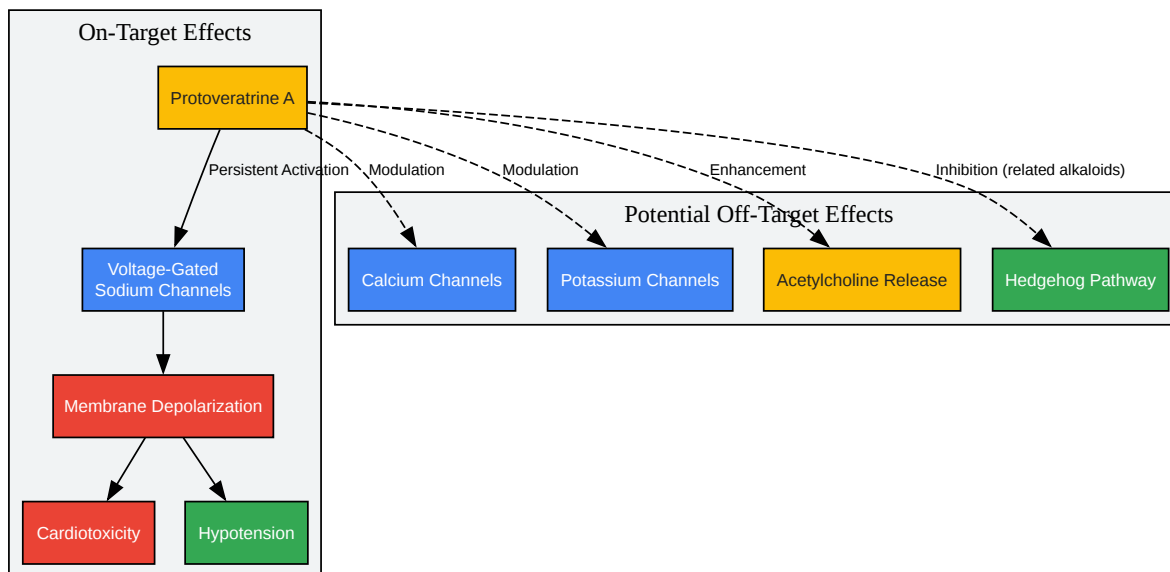 On-Target Effects
Protoveratrine A
Persistent Activation
Modulation
Modulation
Enhancement
Inhibition (related alkaloids)
Potential Off-Target Effects
Voltage-Gated
Sodium Channels
Calcium Channels
Potassium Channels
Acetylcholine Release
Hedgehog Pathway
Membrane Depolarization
Cardiotoxicity
Hypotension